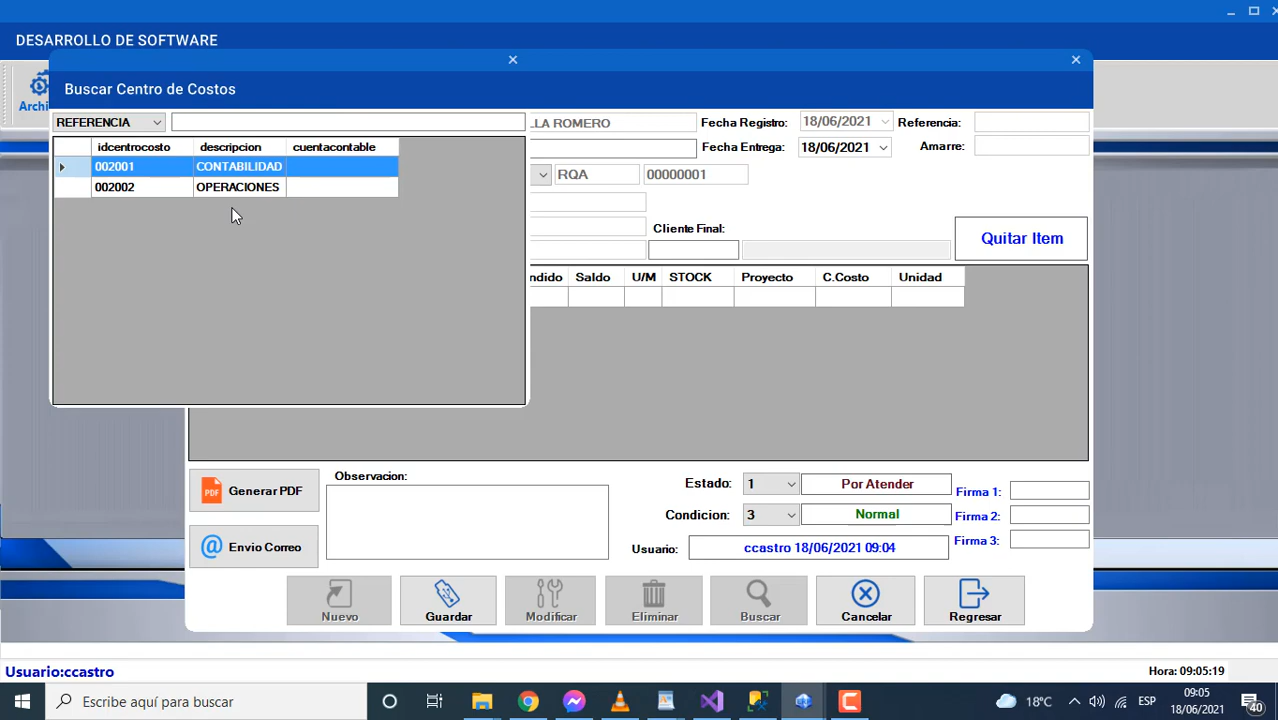 DESARROLLO DE SOFTWARE
Archi
Buscar Centro de Costos
REFERENCIA
idcentrocosto descripcion cuentacontable
002001 CONTABILIDAD
002002 OPERACIONES
LLA ROMERO Fecha Registro: 18/06/2021 Referencia:
Fecha Entrega: 18/06/2021 Amarre:
RQA 00000001
Cliente Final:
Quitar Item
ndido Saldo U/M STOCK Proyecto C.Costo Unidad
Generar PDF
PDF
Envio Correo
Observacion:
Estado: 1 Por Atender Firma 1:
Condicion: 3 Normal Firma 2:
Usuario: ccastro 18/06/2021 09:04 Firma 3:
Nuevo Guardar Modificar Eliminar Buscar Cancelar Regresar
Usuario:ccastro
Hora: 09:05:19
Escribe aquí para buscar
18°C
ESP
09:05
18/06/2021
40